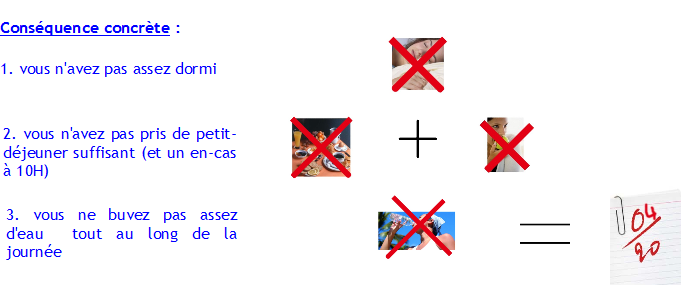 Conséquence concrète :
1. vous n'avez pas assez dormi
2. vous n'avez pas pris de petit-
déjeuner suffisant (et un en-cas
à 10H)
3. vous ne buvez pas assez
d'eau tout au long de la
journée
04
20